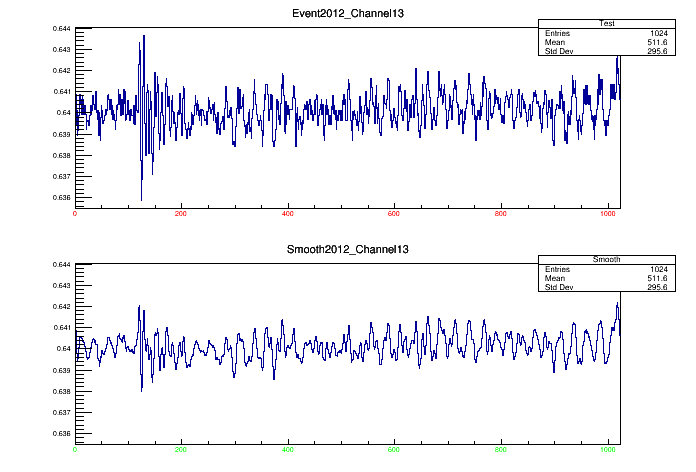 Event2012_Channel13
Test
Entries 1024
Mean 511.6
Std Dev 295.6
0.644
0.643
0.642
0.641
0.64
0.639
0.638
0.637
0.636
0 200 400 600 800 1000
Smooth2012_Channel13
Smooth
Entries 1024
Mean 511.6
Std Dev 295.6
0.644
0.643
0.642
0.641
0.64
0.639
0.638
0.637
0.636
0 200 400 600 800 1000